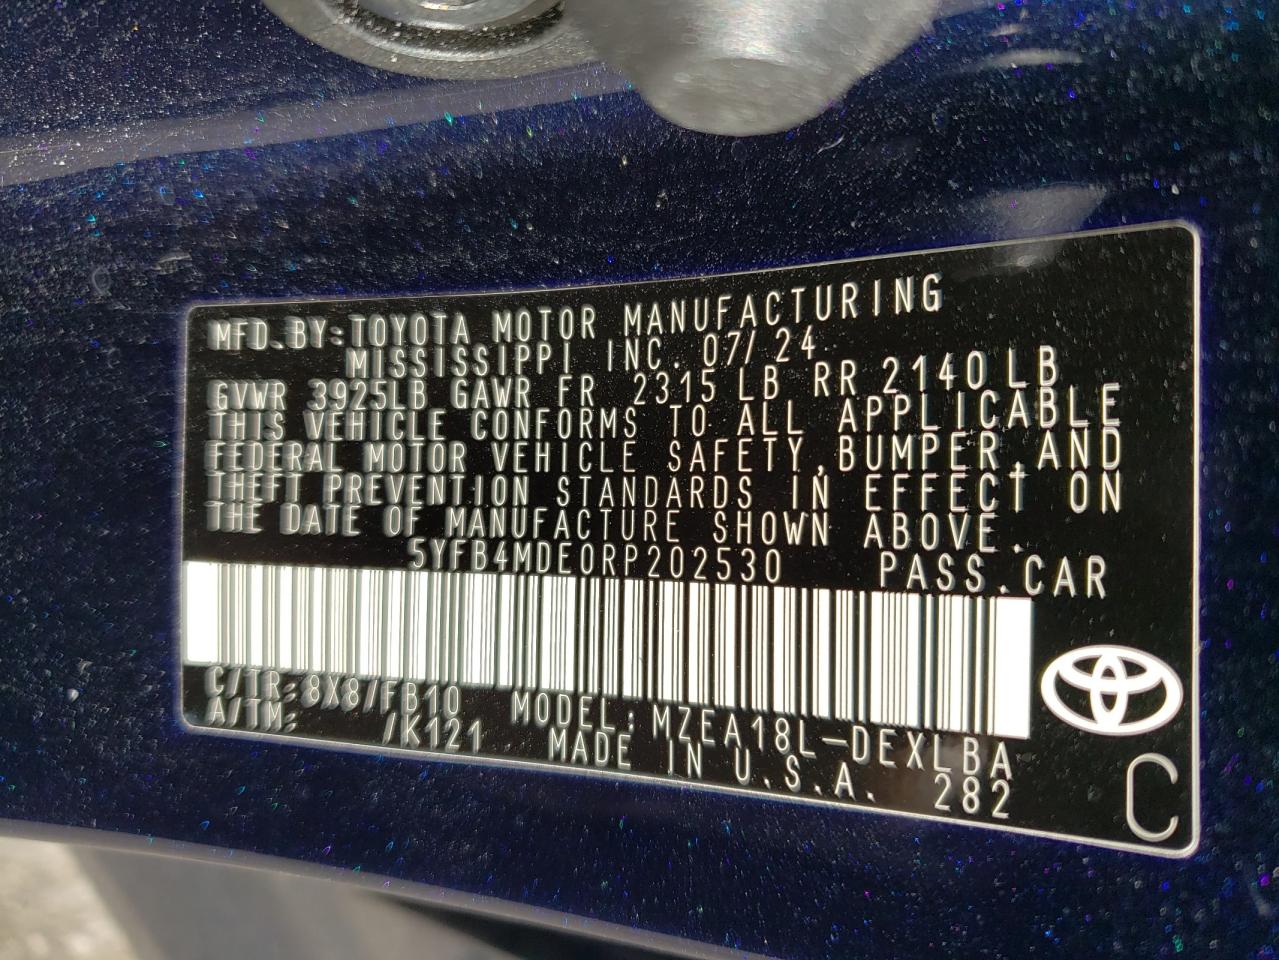 MFD. BY: TOYOTA MOTOR MANUFACTURING
MISSISSIPPI INC. 07/24
GVWR 3925LB GAWR FR 2315 LB RR 2140 LB
THIS VEHICLE CONFORMS TO ALL APPLICABLE
FEDERAL MOTOR VEHICLE SAFETY, BUMPER, AND
THEFT PREVENTION STANDARDS IN EFFECT ON
THE DATE OF MANUFACTURE SHOWN ABOVE.
5YFB4MDE0RP202530 PASS.CAR
C/TR: 8X8/FB10 MODEL: MZEA18L-DEXLBA
A/TM: /K121 MADE IN U.S.A. 282
C